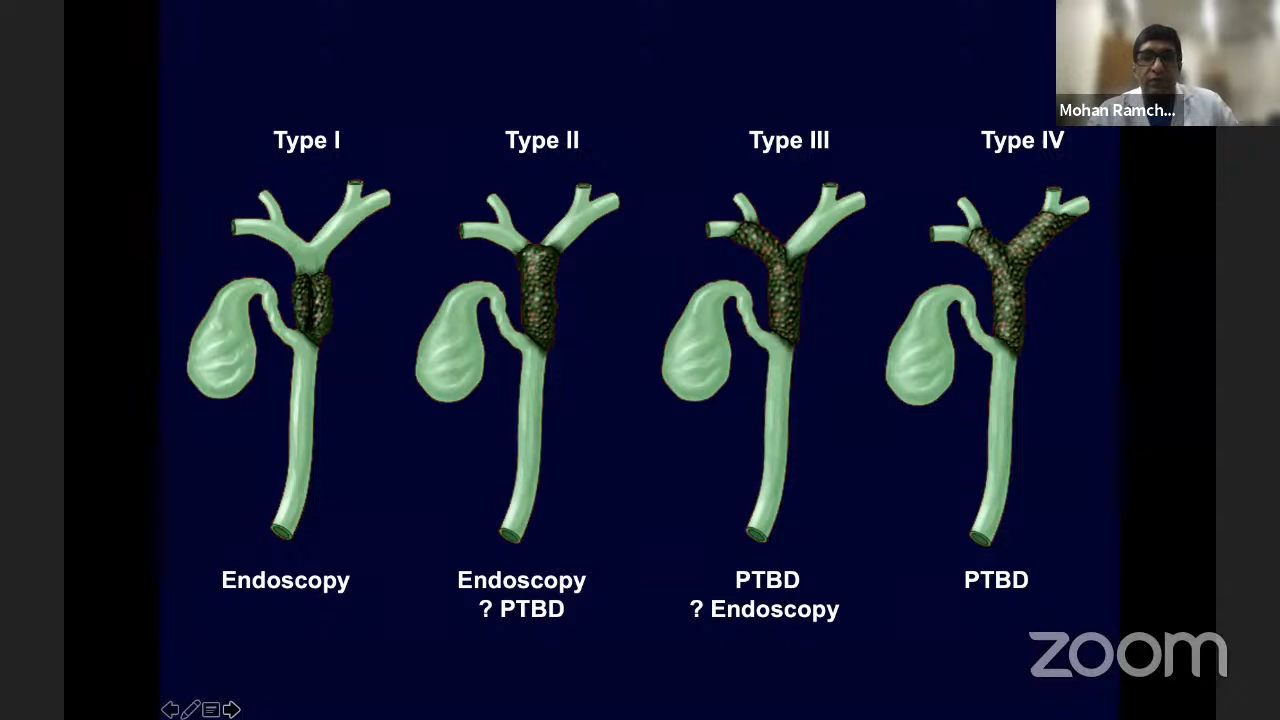 Mohan Ramch...
Type I
Type II
Type III
Type IV
Endoscopy
Endoscopy
? PTBD
PTBD
? Endoscopy
PTBD
zoom